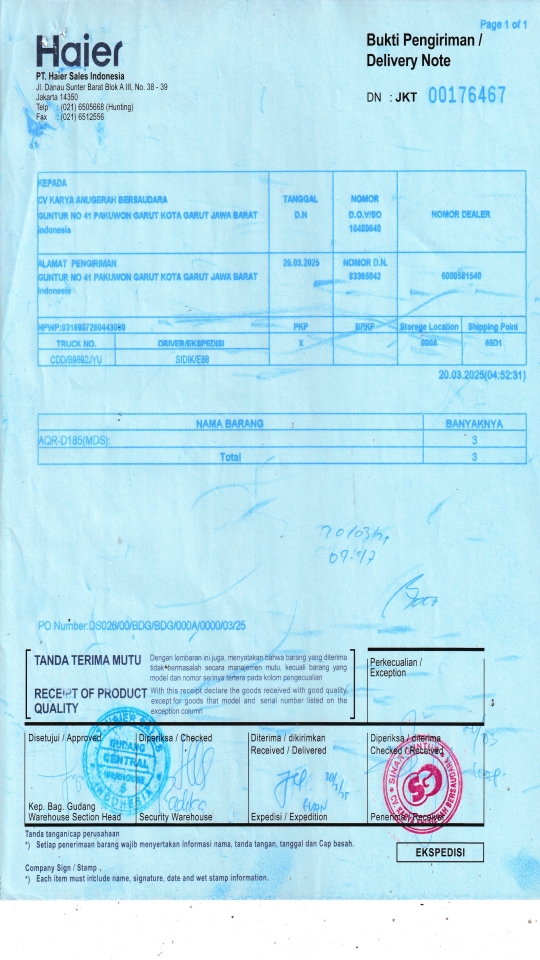 Page 1 of 1
Haier
Bukti Pengiriman /
Delivery Note
PT. Haier Sales Indonesia
Jl. Danau Sunter Barat Blok A III, No. 38 - 39
Jakarta 14350
Telp : (021) 6505668 (Hunting)
Fax : (021) 6512556
DN : JKT 00176467
KEPADA
CV KARYA ANUGERAH BERSAUDARA
GUNTUR NO 41 PAKUWON GARUT KOTA GARUT JAWA BARAT
Indonesia
TANGGAL
D.N
NOMOR
D.O.Y/SO
10480640
NOMOR DEALER
ALAMAT PENGIRIMAN
GUNTUR NO 41 PAKUWON GARUT KOTA GARUT JAWA BARAT
Indonesia
20.03.2025
NOMOR D.N.
83365042
6000581640
PKP
BPKP
Storege Location
Shipping Point
TRUCK NO.
DRIVER/EKSPEDISI
X
000A
65D1
CDD/B9892JYU
SIDIK/E88
20.03.2025(04:52:31)
NAMA BARANG
BANYAKNYA
AQR-D185(MDS):
3
Total
3
PO Number:DS026/00/BDG/BDG/000A/0000/03/25
TANDA TERIMA MUTU
Dengan lembaran ini juga, menyatakan bahwa barang yang diterima
tidak bermasalah secara manajemen mutu, kecuali barang yang
model dan nomor serinya tertera pada kolom pengecualian
RECEIPT OF PRODUCT
QUALITY
With this receipt declare the goods received with good quality,
except for goods that model and serial number listed on the
exception column
Perkecualian /
Exception
Disetujui / Approved
Diperiksa / Checked
Diterima / dikirimkan
Received / Delivered
Diperiksa / diterima
Checked / Received
GUDANG
CENTRAL
WAREHOUSE
Kep. Bag. Gudang
Warehouse Section Head
Security Warehouse
Expedisi / Expedition
Penerima / Receiver
Tanda tangan/cap perusahaan
*) Setiap penerimaan barang wajib menyertakan informasi nama, tanda tangan, tanggal dan Cap basah.
EKSPEDISI
Company Sign / Stamp ,
*) Each item must include name, signature, date and wet stamp information.